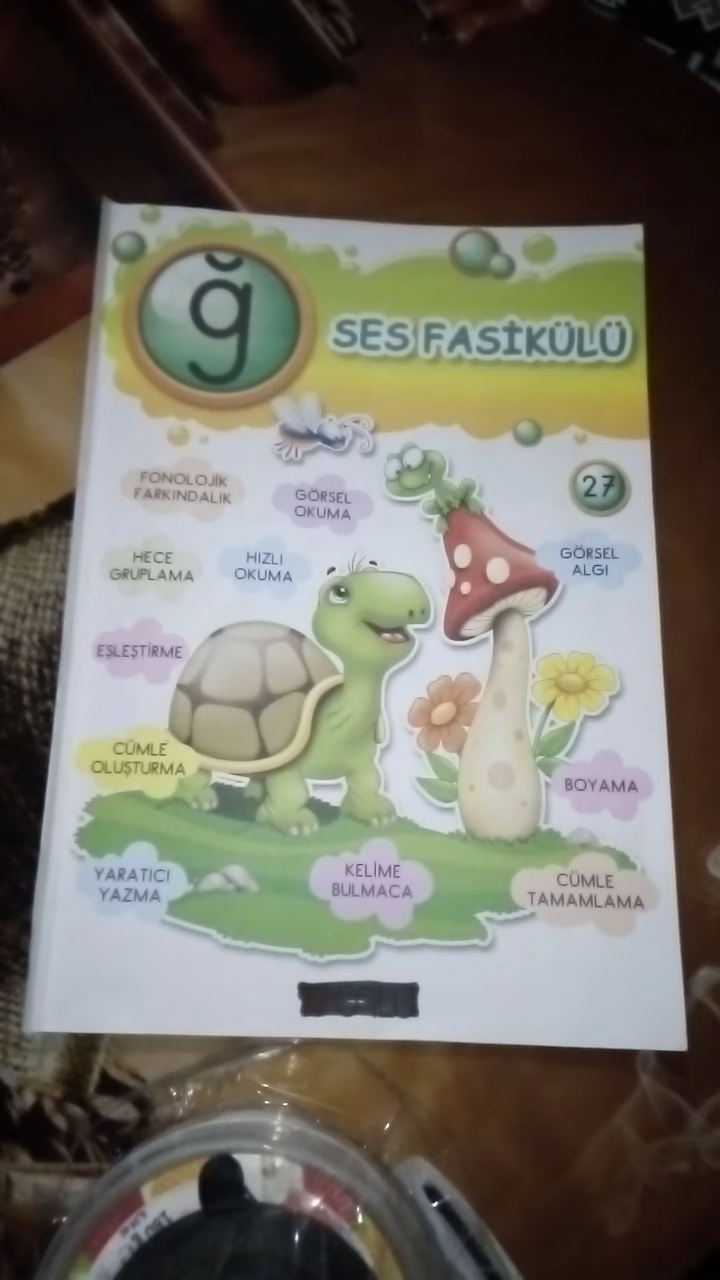 ğ
SES FASİKÜLÜ
27
FONOLOJİK
FARKINDALIK
GÖRSEL
OKUMA
HECE
GRUPLAMA
HIZLI
OKUMA
GÖRSEL
ALGI
EŞLEŞTİRME
CÜMLE
OLUŞTURMA
BOYAMA
YARATICI
YAZMA
KELİME
BULMACA
CÜMLE
TAMAMLAMA